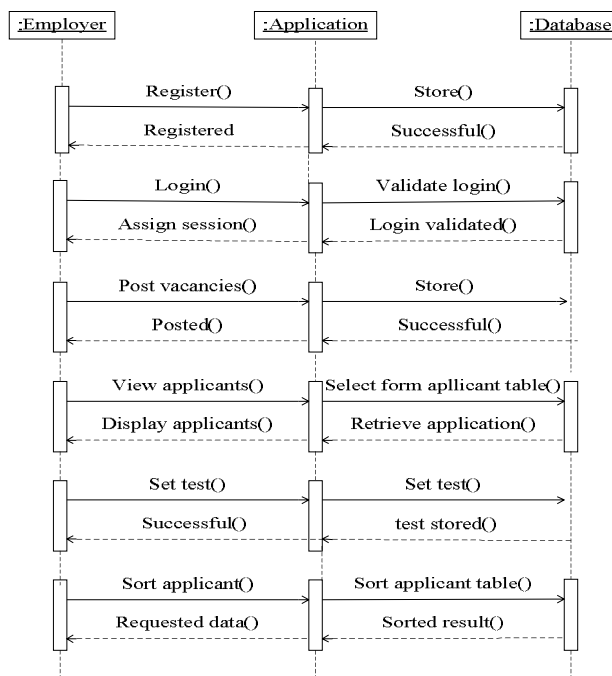 :Employer :Application :Database
Register() Store()
Registered Successful()
Login() Validate login()
Assign session() Login validated()
Post vacancies() Store()
Posted() Successful()
View applicants() Select form apllicant table()
Display applicants() Retrieve application()
Set test() Set test()
Successful() test stored()
Sort applicant() Sort applicant table()
Requested data() Sorted result()